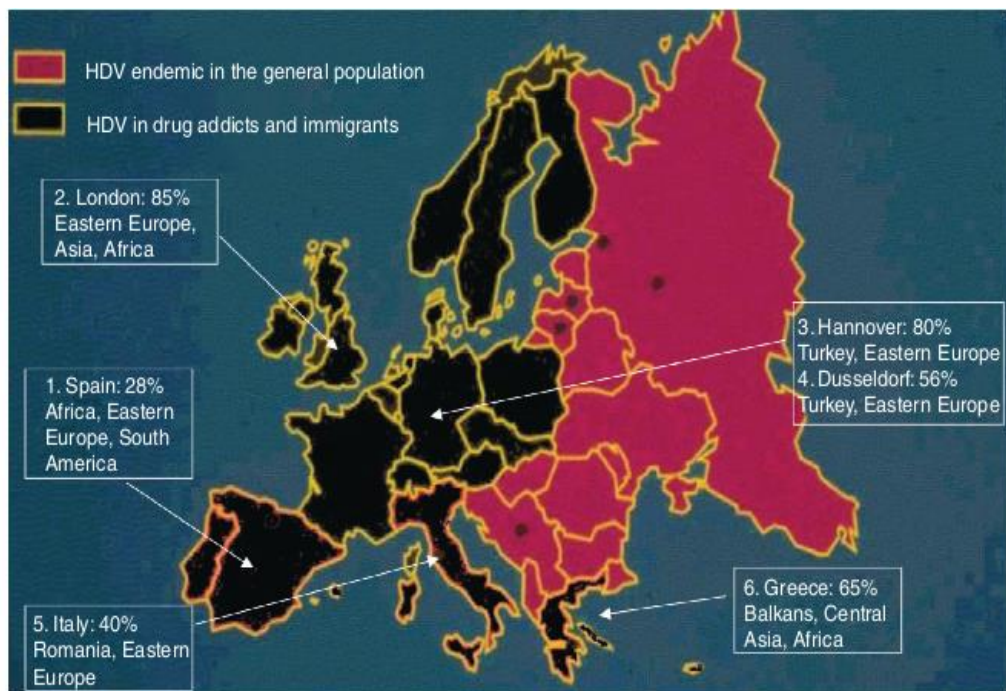 HDV endemic in the general population
HDV in drug addicts and immigrants
2. London: 85%
Eastern Europe,
Asia, Africa
1. Spain: 28%
Africa, Eastern
Europe, South
America
3. Hannover: 80%
Turkey, Eastern Europe
4. Dusseldorf: 56%
Turkey, Eastern Europe
5. Italy: 40%
Romania, Eastern
Europe
6. Greece: 65%
Balkans, Central
Asia, Africa